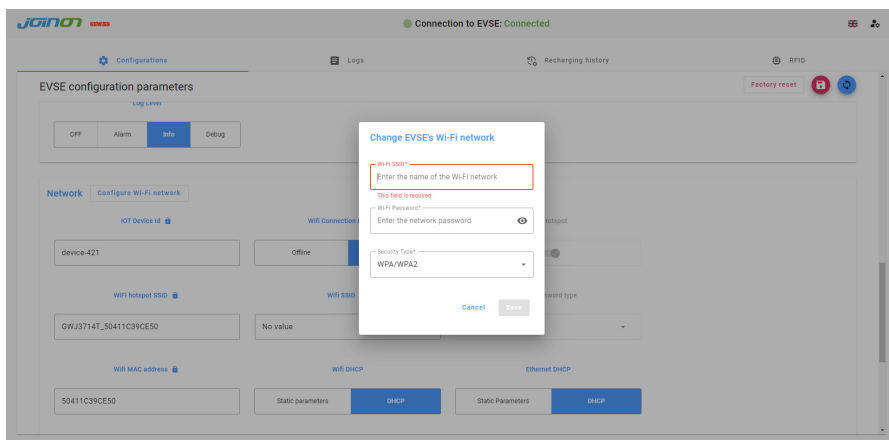 JOINON
Connection to EVSE: Connected
Configurations
Logs
Recharging history
RFID
EVSE configuration parameters
Factory reset
Log Level
OFF
Alarm
Info
Debug
Change EVSE's Wi-Fi network
Wi-Fi SSID*
Enter the name of the Wi-Fi network
This field is required
Wi-Fi Password*
Enter the network password
Security Type*
WPA/WPA2
Cancel
Save
Network
Configure Wi-Fi network
IOT Device Id
Wifi Connection
Hotspot
device-421
Offline
WiFi hotspot SSID
Wifi SSID
type
GWJ3714T_50411C39CE50
No value
Wifi MAC address
Wifi DHCP
Ethernet DHCP
50411C39CE50
Static parameters
DHCP
Static Parameters
DHCP